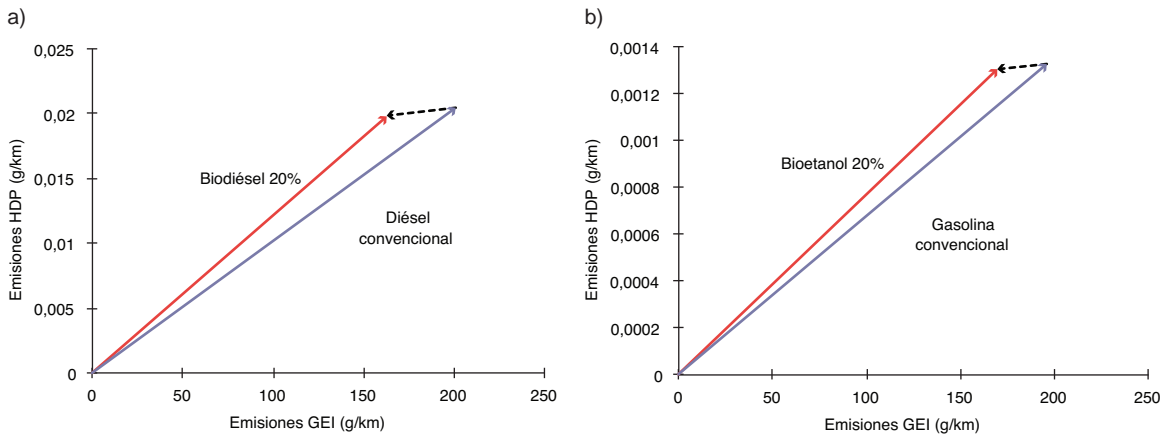 a)
0,025
0,02
0,015
0,01
0,005
0
Emisiones HDP (g/km)
Biodiésel 20%
Diésel
convencional
0 50 100 150 200 250
Emisiones GEI (g/km)
b)
0,0014
0,0012
0,001
0,0008
0,0006
0,0004
0,0002
0
Emisiones HDP (g/km)
Bioetanol 20%
Gasolina
convencional
0 50 100 150 200 250
Emisiones GEI (g/km)